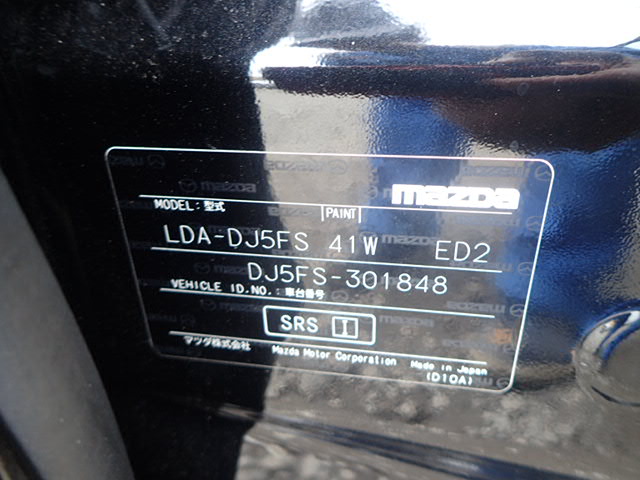 mazda
MODEL:型式 PAINT
LDA-DJ5FS 41W ED2
DJ5FS-301848
VEHICLE ID.NO.:車台番号
SRS I
マツダ株式会社 Mazda Motor Corporation Made in Japan
(D10A)